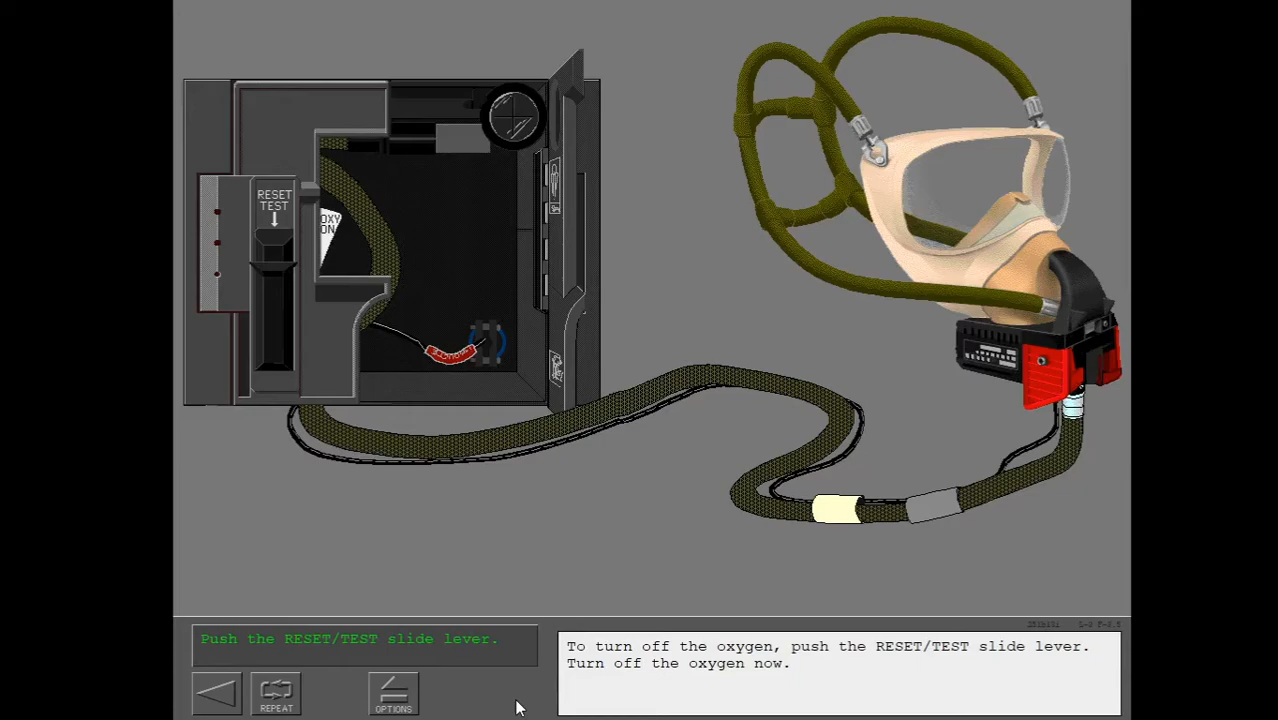 RESET
TEST
OXY
ON
Push the RESET/TEST slide lever.
To turn off the oxygen, push the RESET/TEST slide lever.
Turn off the oxygen now.
REPEAT
OPTIONS